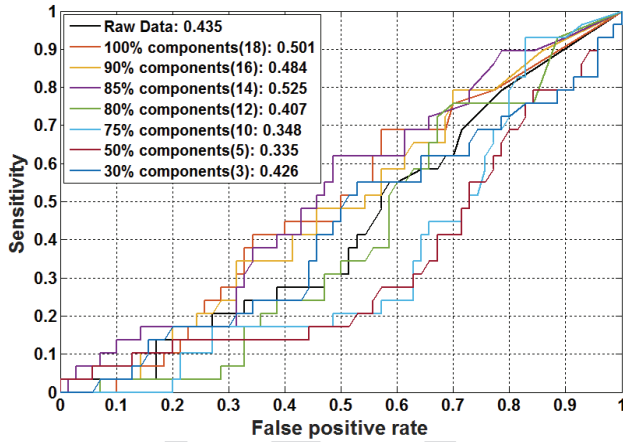 Raw Data: 0.435
100% components(18): 0.501
90% components(16): 0.484
85% components(14): 0.525
80% components(12): 0.407
75% components(10): 0.348
50% components(5): 0.335
30% components(3): 0.426
1
0.9
0.8
0.7
0.6
0.5
0.4
0.3
0.2
0.1
0
Sensitivity
0 0.1 0.2 0.3 0.4 0.5 0.6 0.7 0.8 0.9 1
False positive rate